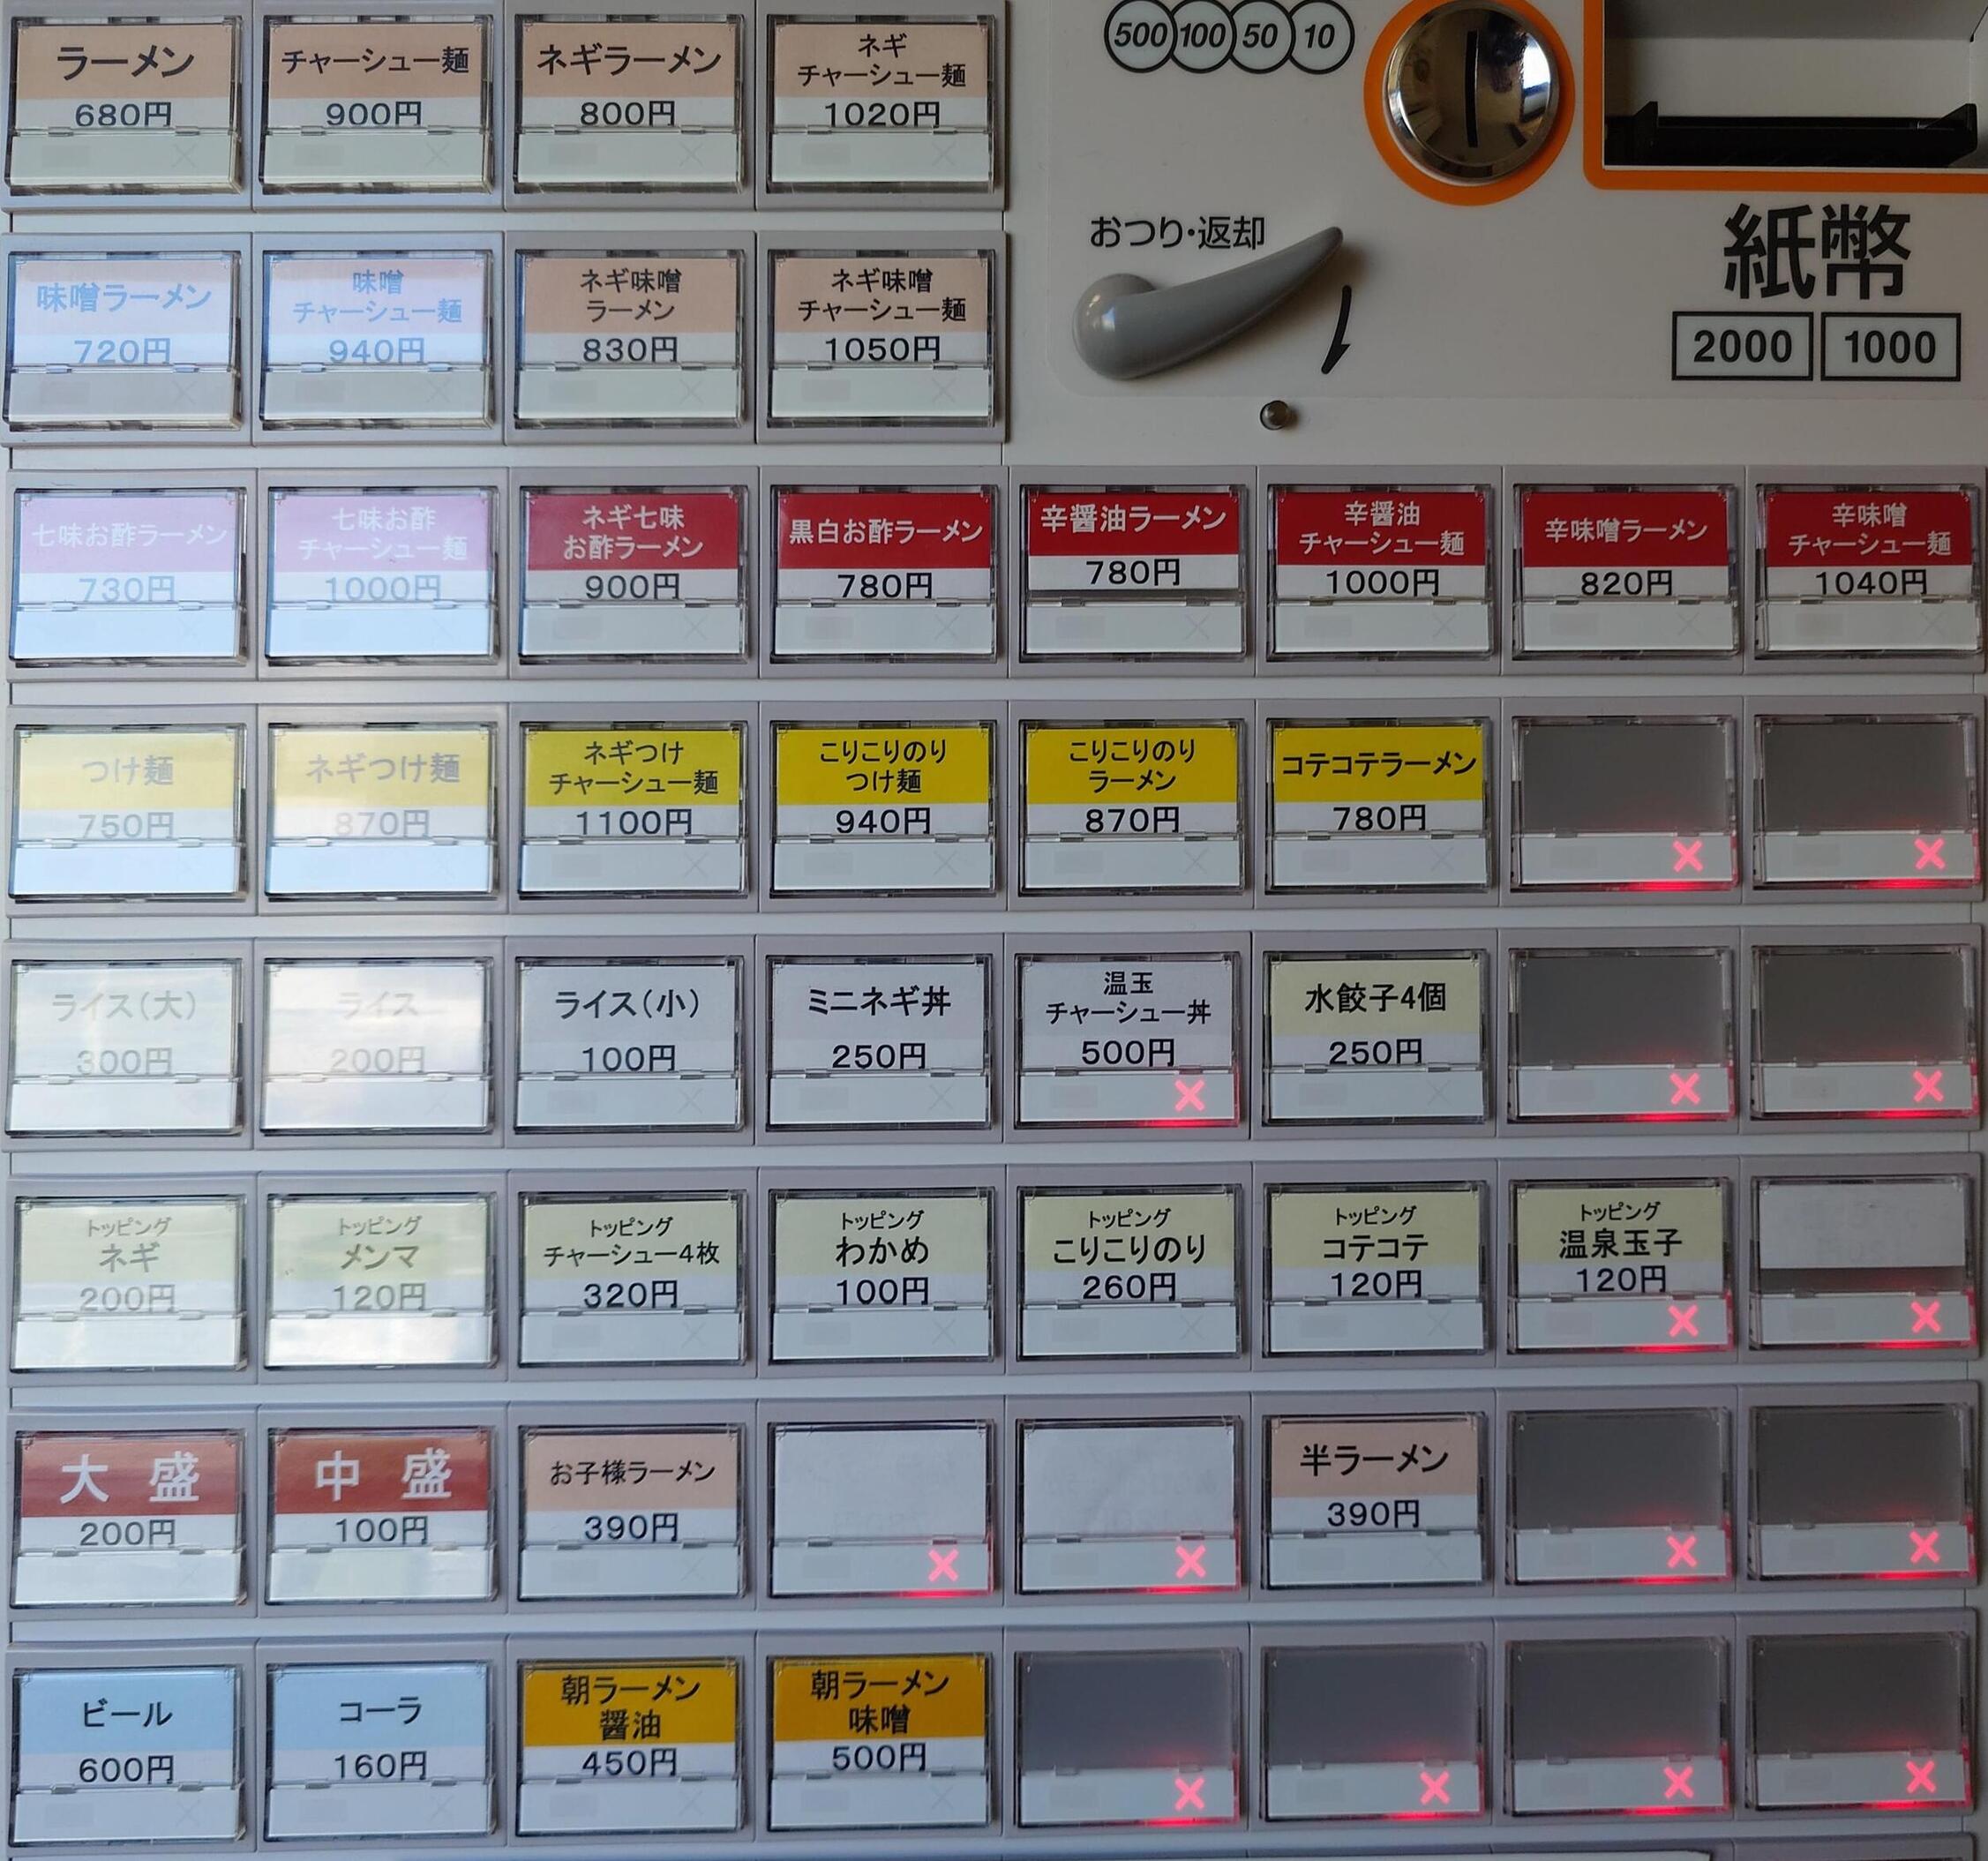 ラーメン
680円
チャーシュー麺
900円
ネギラーメン
800円
ネギ
チャーシュー麺
1020円
500 100 50 10
おつり・返却
紙幣
2000 1000
味噌ラーメン
720円
味噌
チャーシュー麺
940円
ネギ味噌
ラーメン
830円
ネギ味噌
チャーシュー麺
1050円
七味お酢ラーメン
730円
七味お酢
チャーシュー麺
1000円
ネギ七味
お酢ラーメン
900円
黒白お酢ラーメン
780円
辛醤油ラーメン
780円
辛醤油
チャーシュー麺
1000円
辛味噌ラーメン
820円
辛味噌
チャーシュー麺
1040円
つけ麺
750円
ネギつけ麺
870円
ネギつけ
チャーシュー麺
1100円
こりこりのり
つけ麺
940円
こりこりのり
ラーメン
870円
コテコテラーメン
780円
×
×
ライス(大)
300円
ライス
200円
ライス(小)
100円
ミニネギ丼
250円
温玉
チャーシュー丼
500円
×
水餃子4個
250円
×
×
トッピング
ネギ
200円
トッピング
メンマ
120円
トッピング
チャーシュー4枚
320円
トッピング
わかめ
100円
トッピング
こりこりのり
260円
トッピング
コテコテ
120円
トッピング
温泉玉子
120円
×
×
大 盛
200円
中 盛
100円
お子様ラーメン
390円
×
×
半ラーメン
390円
×
×
ビール
600円
コーラ
160円
朝ラーメン
醤油
450円
朝ラーメン
味噌
500円
×
×
×
×